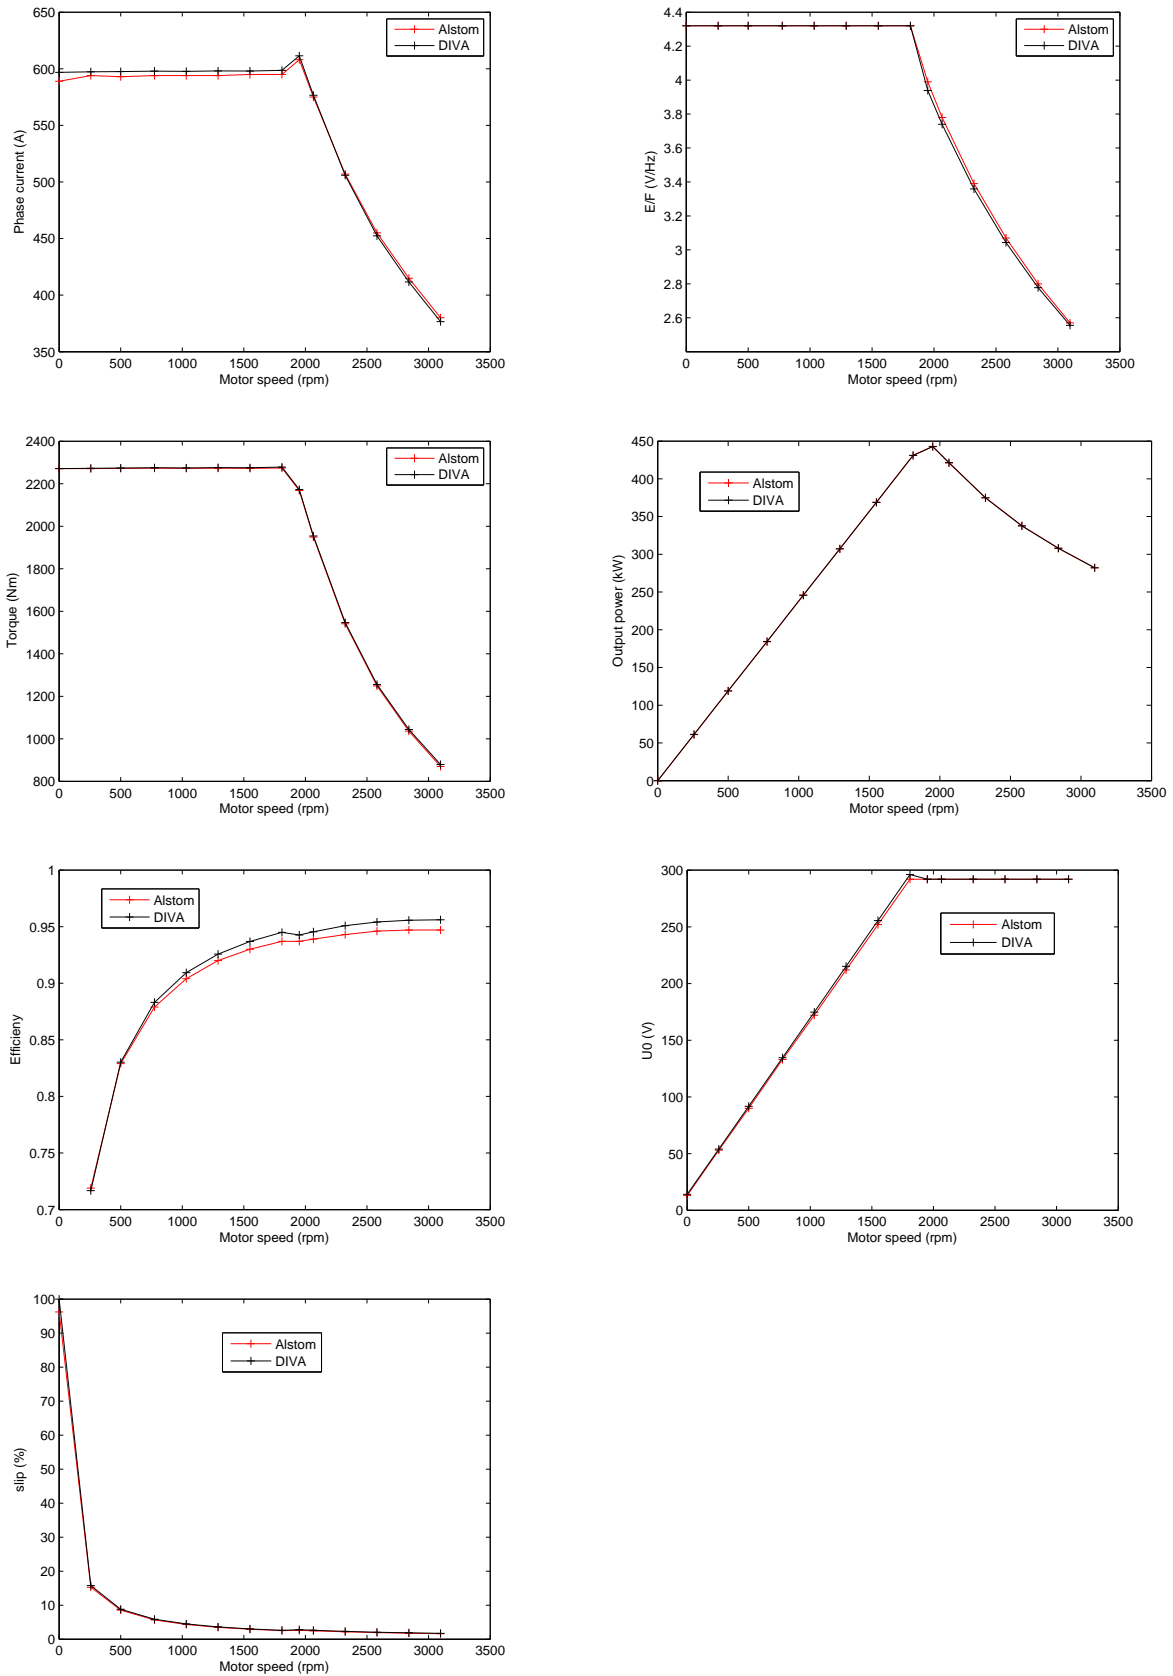 650
600
550
500
450
400
350
Phase current (A)
0 500 1000 1500 2000 2500 3000 3500
Motor speed (rpm)
Alstom
DIVA
4.4
4.2
4
3.8
3.6
3.4
3.2
3
2.8
2.6
E/F (V/Hz)
0 500 1000 1500 2000 2500 3000 3500
Motor speed (rpm)
Alstom
DIVA
2400
2200
2000
1800
1600
1400
1200
1000
800
Torque (Nm)
0 500 1000 1500 2000 2500 3000 3500
Motor speed (rpm)
Alstom
DIVA
450
400
350
300
250
200
150
100
50
0
Output power (kW)
0 500 1000 1500 2000 2500 3000 3500
Motor speed (rpm)
Alstom
DIVA
1
0.95
0.9
0.85
0.8
0.75
0.7
Efficieny
0 500 1000 1500 2000 2500 3000 3500
Motor speed (rpm)
Alstom
DIVA
300
250
200
150
100
50
0
U0 (V)
0 500 1000 1500 2000 2500 3000 3500
Motor speed (rpm)
Alstom
DIVA
100
90
80
70
60
50
40
30
20
10
0
slip (%)
0 500 1000 1500 2000 2500 3000 3500
Motor speed (rpm)
Alstom
DIVA